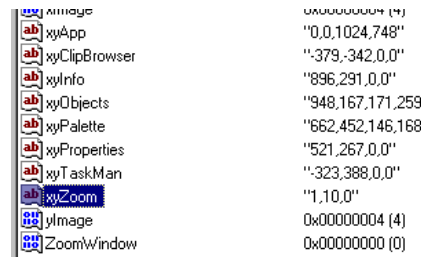 xImage 0x00000004 (4)
xyApp "0,0,1024,748"
xyClipBrowser "-379,-342,0,0"
xyInfo "896,291,0,0"
xyObjects "948,167,171,259
xyPalette "662,452,146,168
xyProperties "521,267,0,0"
xyTaskMan "-323,388,0,0"
xyZoom "1,10,0"
yImage 0x00000004 (4)
ZoomWindow 0x00000000 (0)